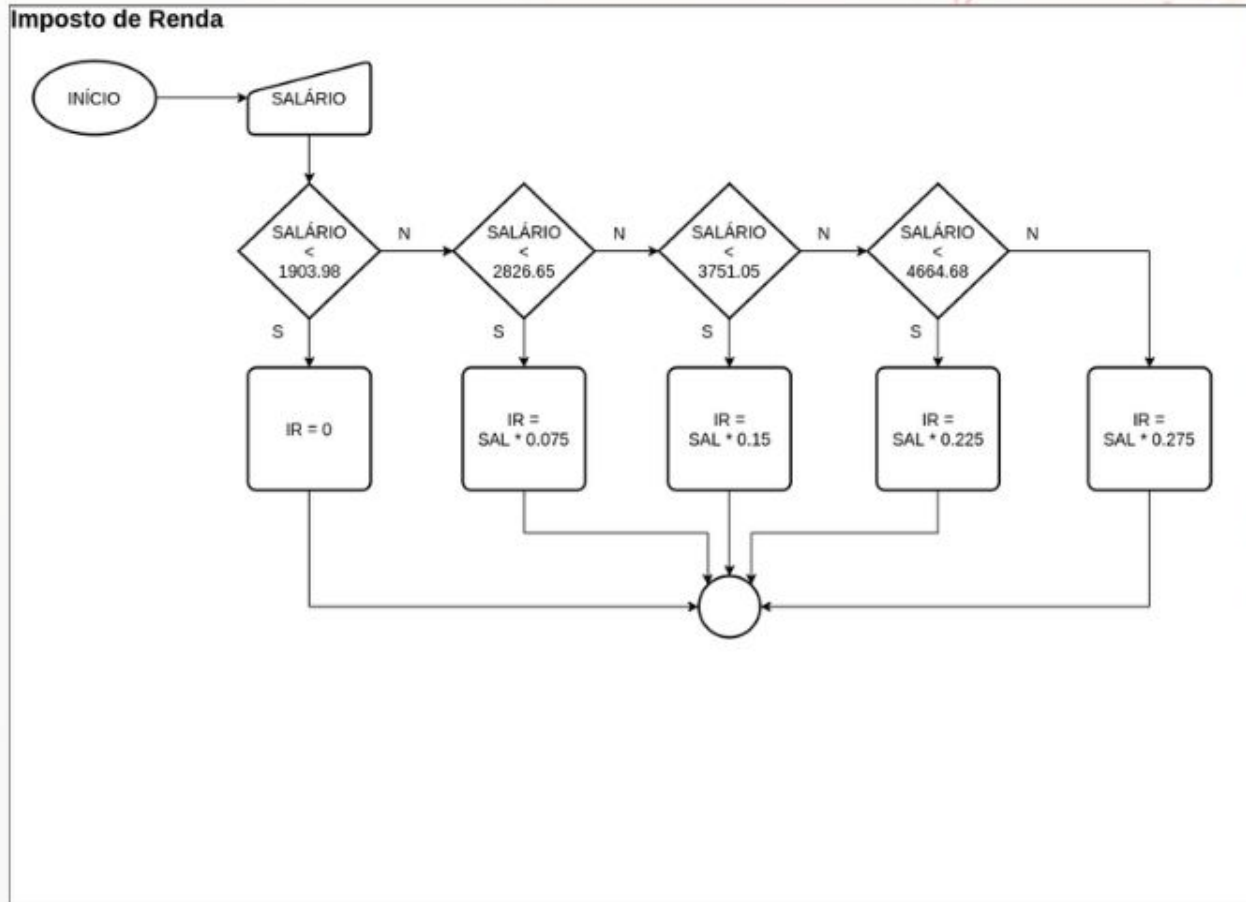 Imposto de Renda
INÍCIO
SALÁRIO
SALÁRIO
<
1903.98
N
SALÁRIO
<
2826.65
N
SALÁRIO
<
3751.05
N
SALÁRIO
<
4664.68
N
S
S
S
S
IR = 0
IR =
SAL * 0.075
IR =
SAL * 0.15
IR =
SAL * 0.225
IR =
SAL * 0.275